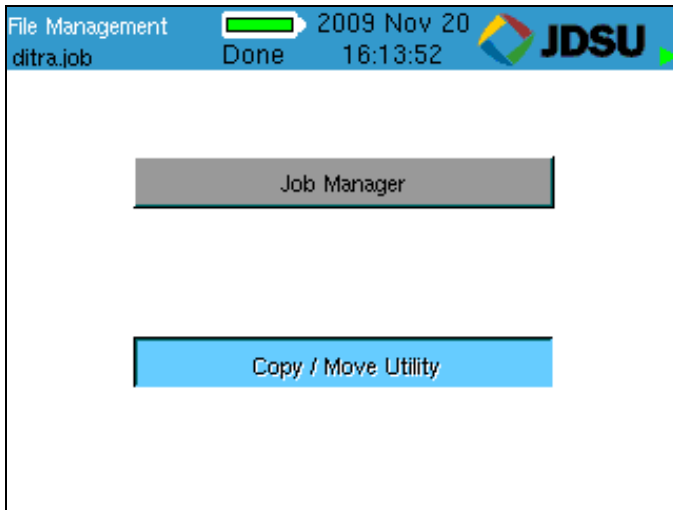 File Management
ditra.job
Done
2009 Nov 20
16:13:52
JDSU
Job Manager
Copy / Move Utility